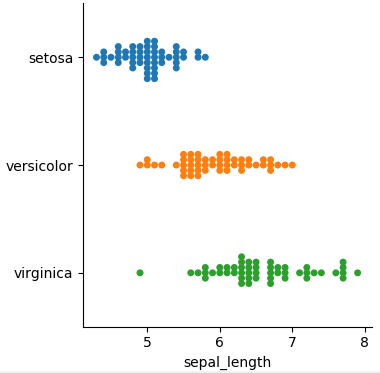 setosa
versicolor
virginica
5 6 7 8
sepal_length